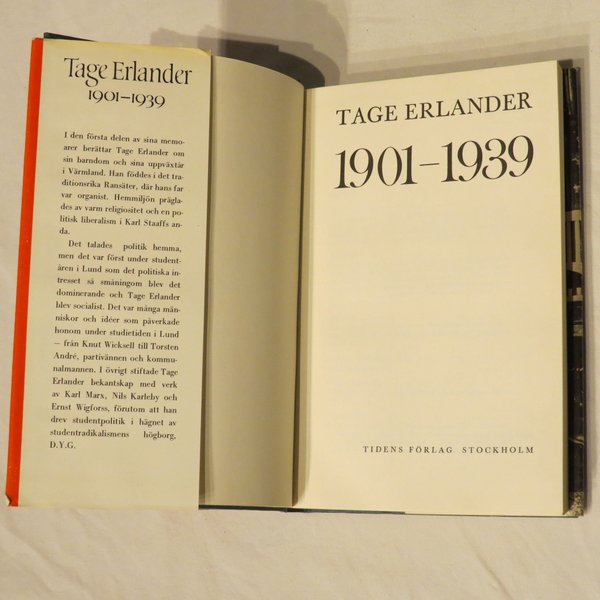 Tage Erlander
1901–1939
I den första delen av sina memo-
arer berättar Tage Erlander om
sin barndom och sina uppväxtår
i Värmland. Han föddes i det tra-
ditionsrika Ransäter, där hans far
var organist. Hemmiljön prägla-
des av varm religiositet och en po-
litisk liberalism i Karl Staaffs an-
da.
Det talades politik hemma,
men det var först under student-
åren i Lund som det politiska in-
tresset så småningom blev det
dominerande och Tage Erlander
blev socialist. Det var många män-
niskor och idéer som påverkade
honom under studietiden i Lund
— från Knut Wicksell till Torsten
André, partivännen och kommu-
nalmannen. I övrigt stiftade Tage
Erlander bekantskap med verk
av Karl Marx, Nils Karleby och
Ernst Wigforss, förutom att han
drev studentpolitik i hägnet av
studentradikalismens högborg,
D.Y.G.
TAGE ERLANDER
1901–1939
TIDENS FÖRLAG STOCKHOLM